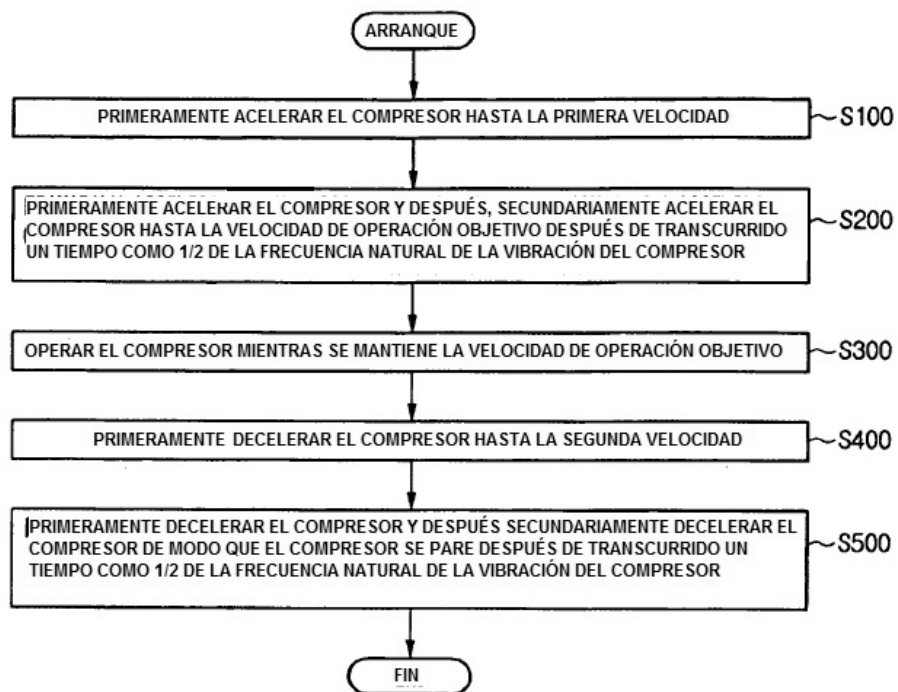 ARRANQUE
PRIMERAMENTE ACELERAR EL COMPRESOR HASTA LA PRIMERA VELOCIDAD
S100
PRIMERAMENTE ACELERAR EL COMPRESOR Y DESPUÉS, SECUNDARIAMENTE ACELERAR EL
COMPRESOR HASTA LA VELOCIDAD DE OPERACIÓN OBJETIVO DESPUÉS DE TRANSCURRIDO
UN TIEMPO COMO 1/2 DE LA FRECUENCIA NATURAL DE LA VIBRACIÓN DEL COMPRESOR
S200
OPERAR EL COMPRESOR MIENTRAS SE MANTIENE LA VELOCIDAD DE OPERACIÓN OBJETIVO
S300
PRIMERAMENTE DECELERAR EL COMPRESOR HASTA LA SEGUNDA VELOCIDAD
S400
PRIMERAMENTE DECELERAR EL COMPRESOR Y DESPUÉS SECUNDARIAMENTE DECELERAR EL
COMPRESOR DE MODO QUE EL COMPRESOR SE PARE DESPUÉS DE TRANSCURRIDO UN
TIEMPO COMO 1/2 DE LA FRECUENCIA NATURAL DE LA VIBRACIÓN DEL COMPRESOR
S500
FIN